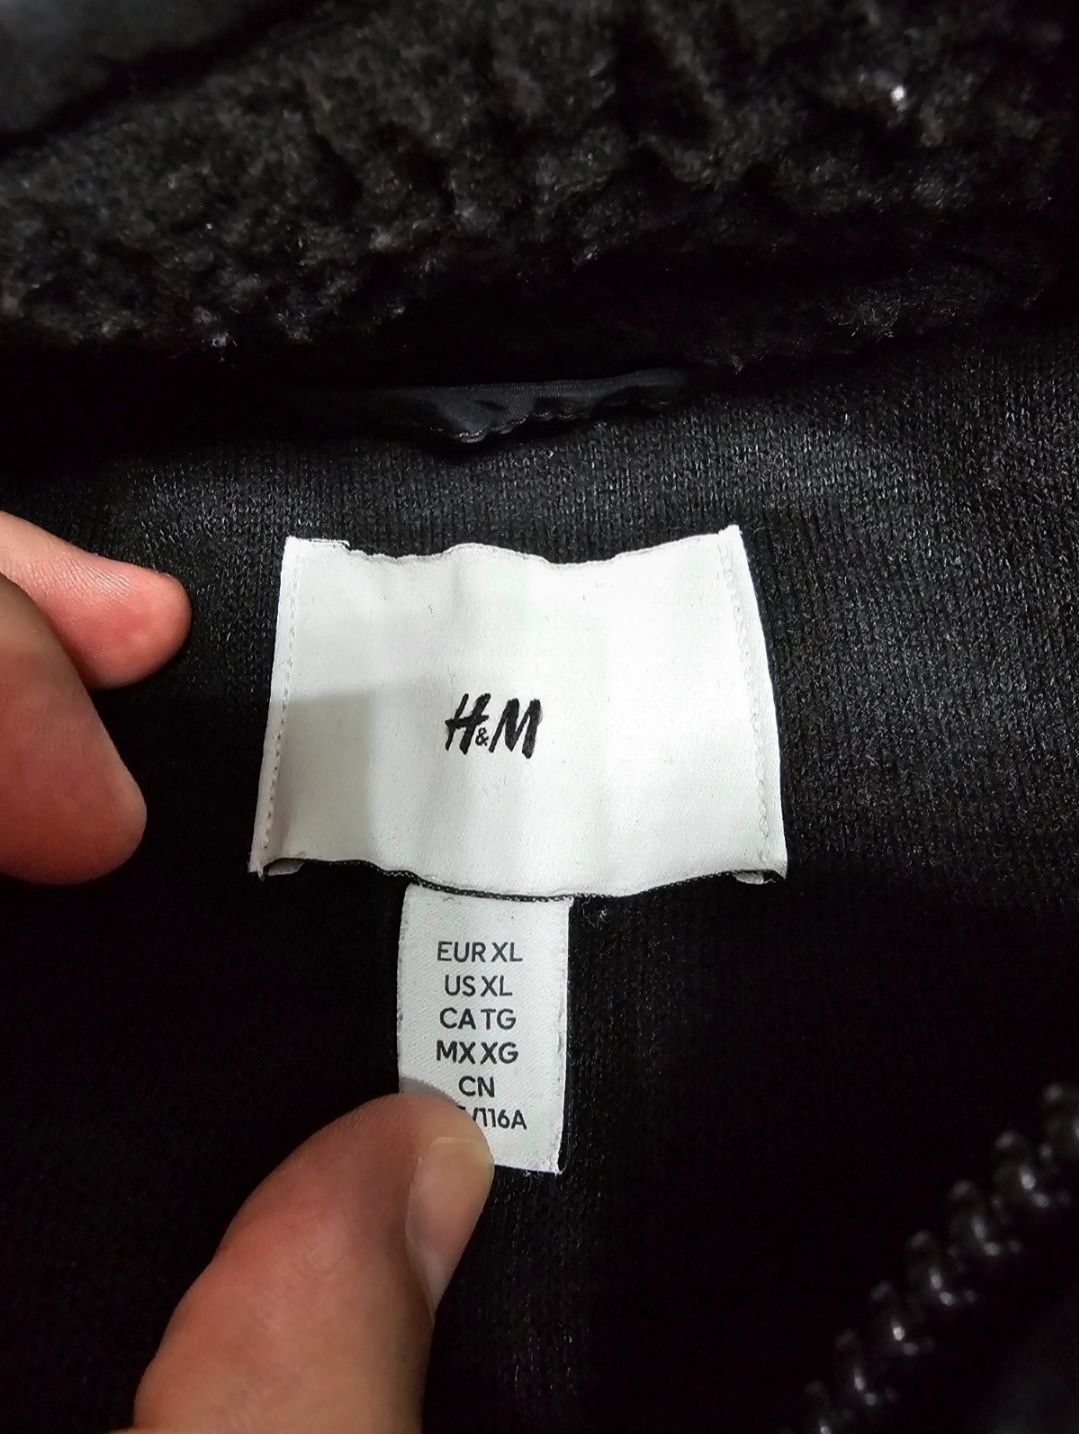 H&M
EUR XL
US XL
CA TG
MX XG
CN
/116A